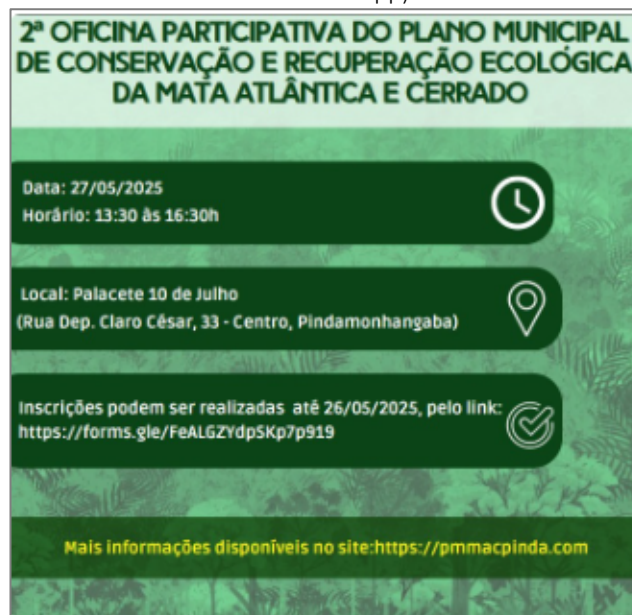 2ª OFICINA PARTICIPATIVA DO PLANO MUNICIPAL
DE CONSERVAÇÃO E RECUPERAÇÃO ECOLÓGICA
DA MATA ATLÂNTICA E CERRADO
Data: 27/05/2025
Horário: 13:30 às 16:30h
Local: Palacete 10 de Julho
(Rua Dep. Claro César, 33 - Centro, Pindamonhangaba)
Inscrições podem ser realizadas até 26/05/2025, pelo link:
https://forms.gle/FeALGZYdpSKp7p919
Mais informações disponíveis no site:https://pmmacpinda.com